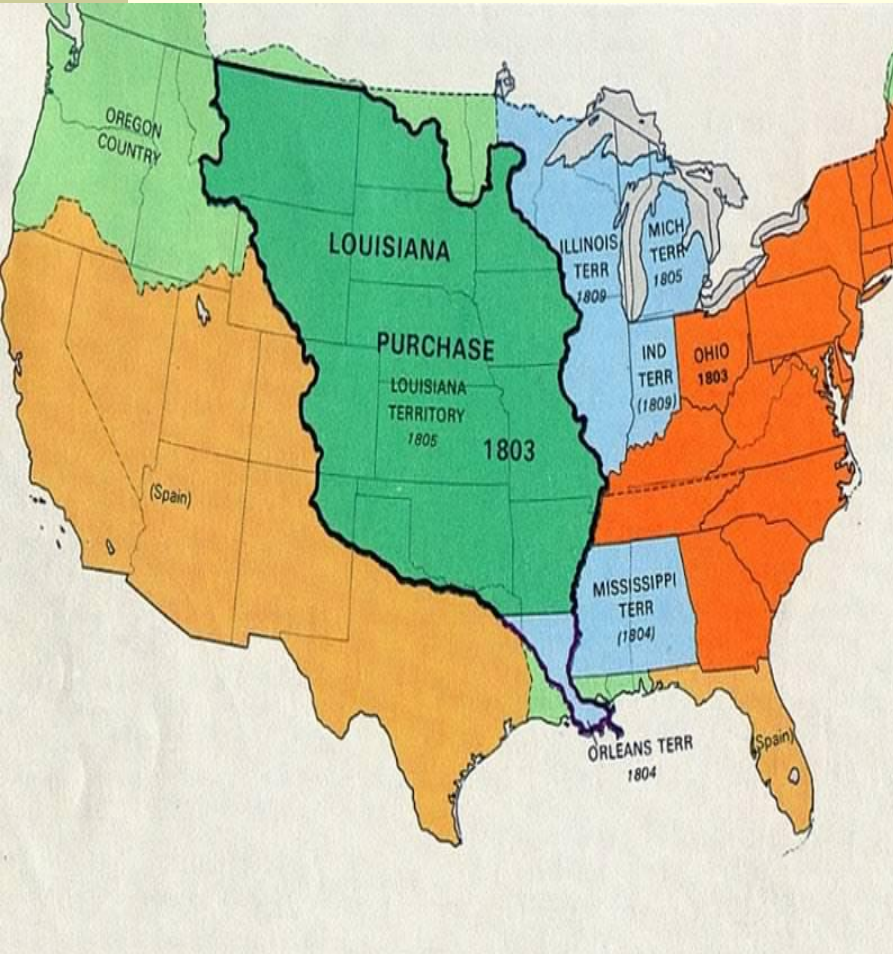 OREGON
COUNTRY
LOUISIANA
PURCHASE
LOUISIANA
TERRITORY
1805
1803
ILLINOIS
TERR
1809
MICH
TERR
1805
IND
TERR
(1809)
OHIO
1803
(Spain)
MISSISSIPPI
TERR
(1804)
(Spain)
ORLEANS TERR
1804